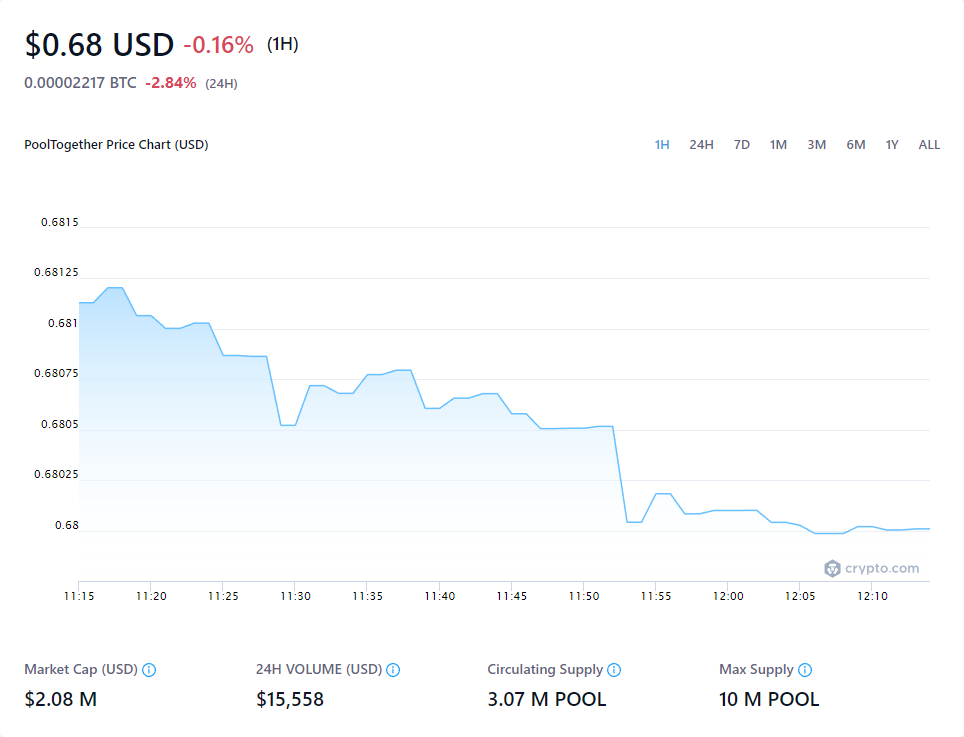 $0.68 USD -0.16% (1H)
0.00002217 BTC -2.84% (24H)
PoolTogether Price Chart (USD) 1H 24H 7D 1M 3M 6M 1Y ALL
0.6815
0.68125
0.681
0.68075
0.6805
0.68025
0.68
crypto.com
11:15 11:20 11:25 11:30 11:35 11:40 11:45 11:50 11:55 12:00 12:05 12:10
Market Cap (USD) 24H VOLUME (USD) Circulating Supply Max Supply
$2.08 M $15,558 3.07 M POOL 10 M POOL